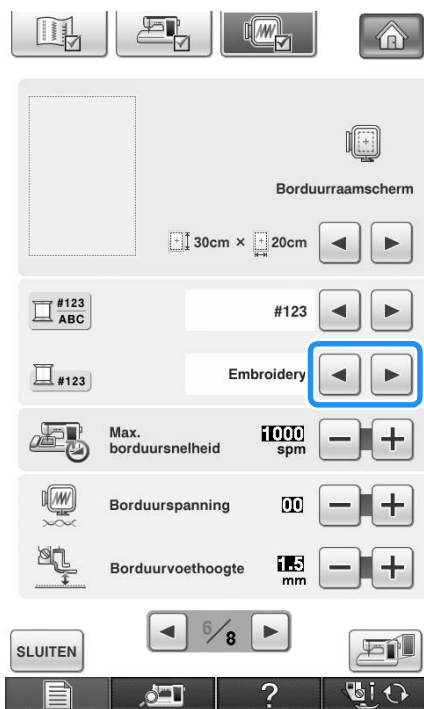 Borduurraamscherm
30cm × 20cm
#123
ABC
#123
#123
Embroidery
Max.
borduursnelheid
1000
spm
Borduurspanning
00
Borduurvoethoogte
1.5
mm
SLUITEN
6/8
?